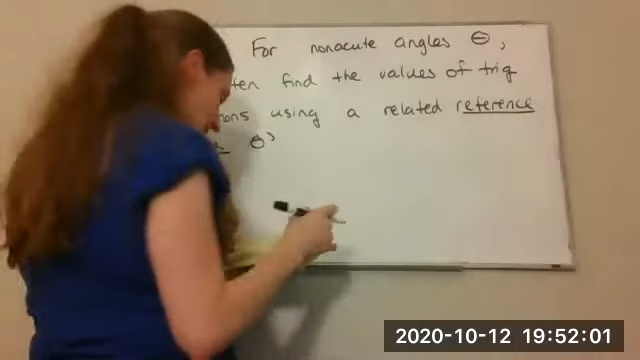 For nonacute angles θ,
find the values of trig
using a related reference
θ'
2020-10-12 19:52:01